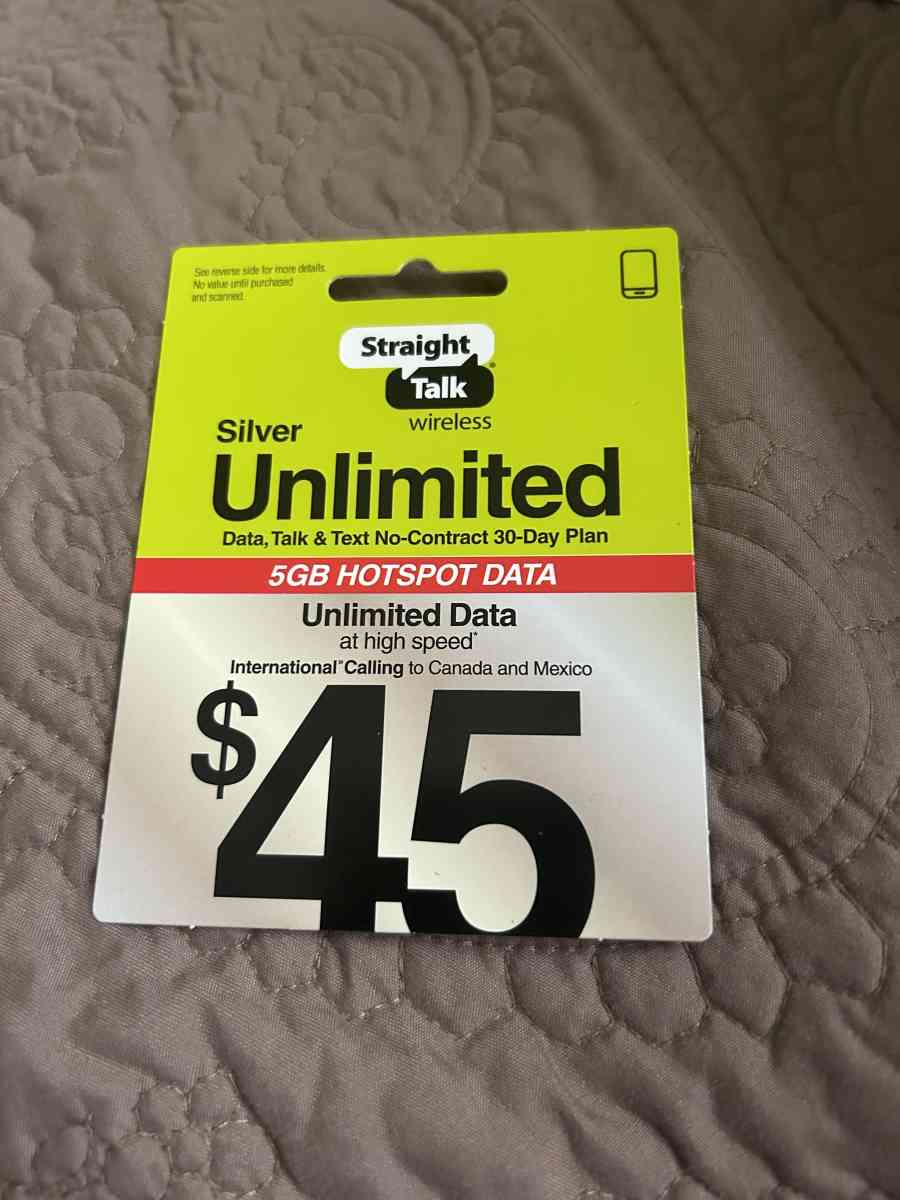 See reverse side for more details.
No value until purchased
and scanned.
Straight
Talk®
wireless
Silver
Unlimited
Data, Talk & Text No-Contract 30-Day Plan
5GB HOTSPOT DATA
Unlimited Data
at high speed*
International" Calling to Canada and Mexico
$45